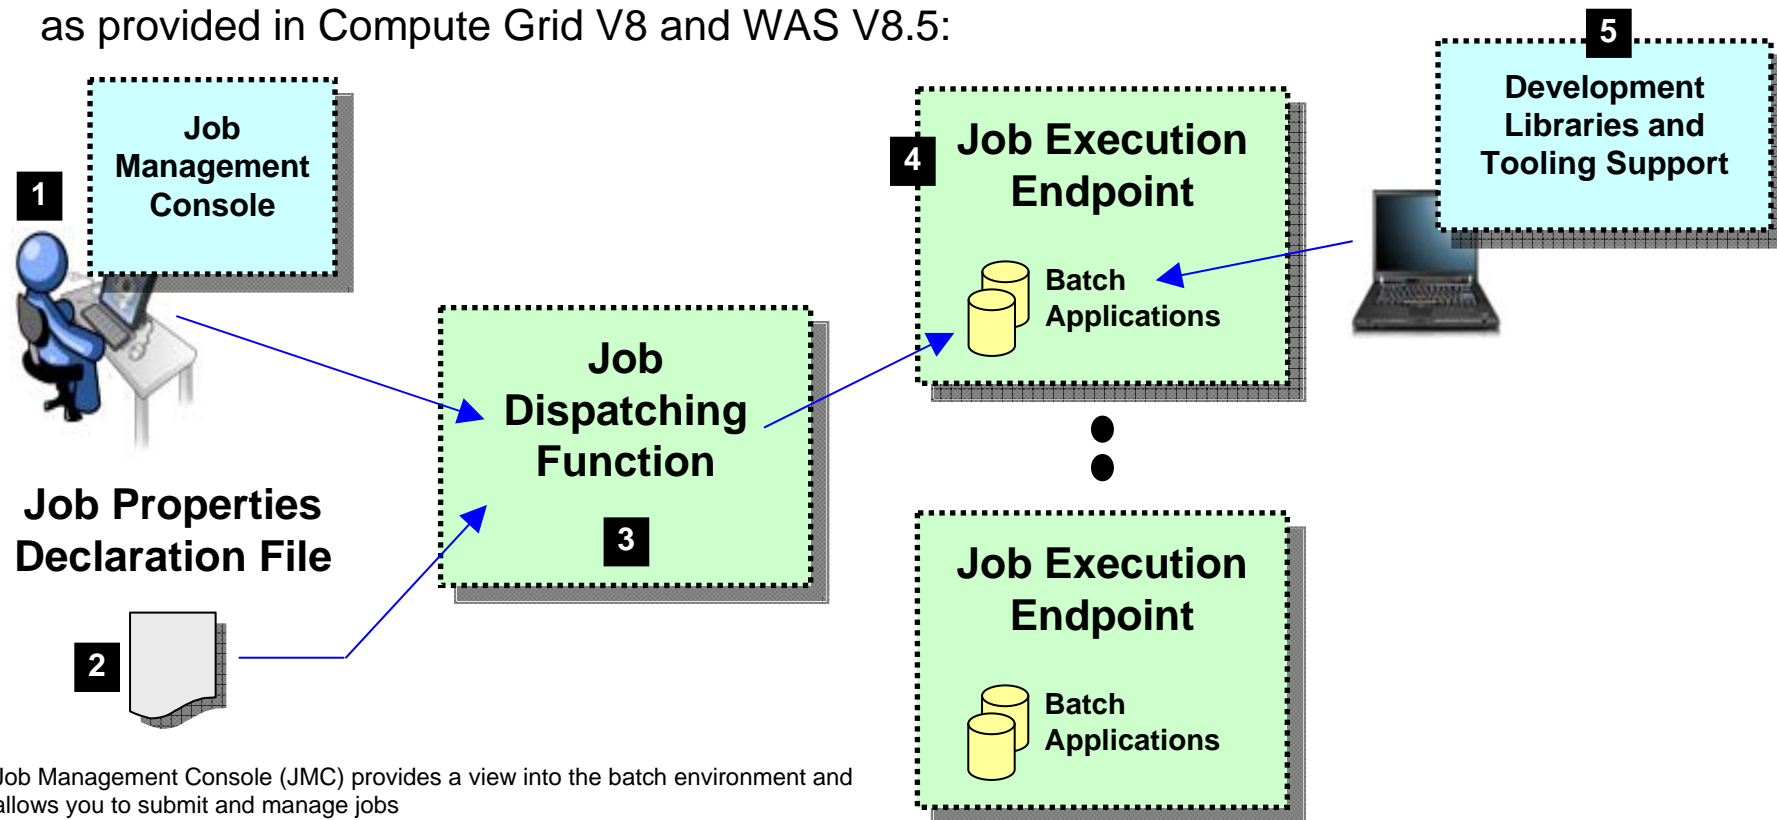 as provided in Compute Grid V8 and WAS V8.5:
5
Development
Libraries and
Tooling Support
Job
Management
Console
1
4
Job Execution
Endpoint
Batch
Applications
Job
Dispatching
Function
3
Job Properties
Declaration File
2
Job Execution
Endpoint
Batch
Applications
Job Management Console (JMC) provides a view into the batch environment and
allows you to submit and manage jobs